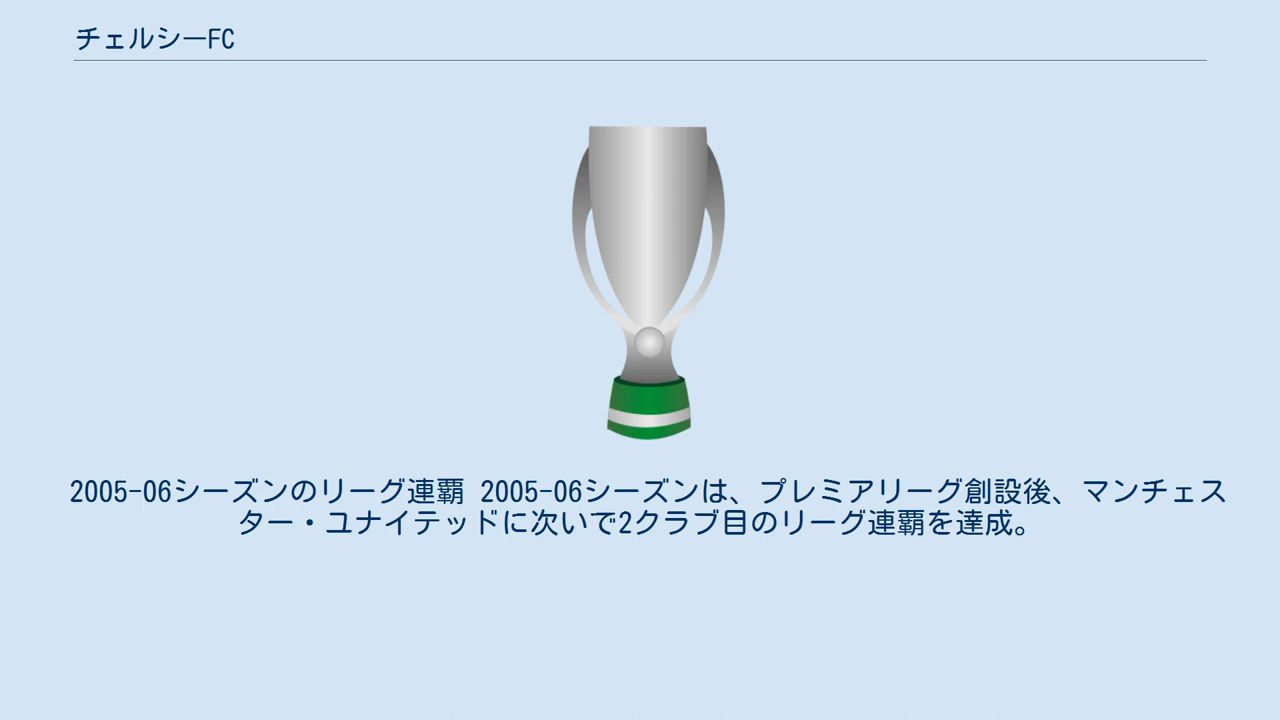 チェルシーFC
2005-06シーズンのリーグ連覇 2005-06シーズンは、プレミアリーグ創設後、マンチェス
ター・ユナイテッドに次いで2クラブ目のリーグ連覇を達成。